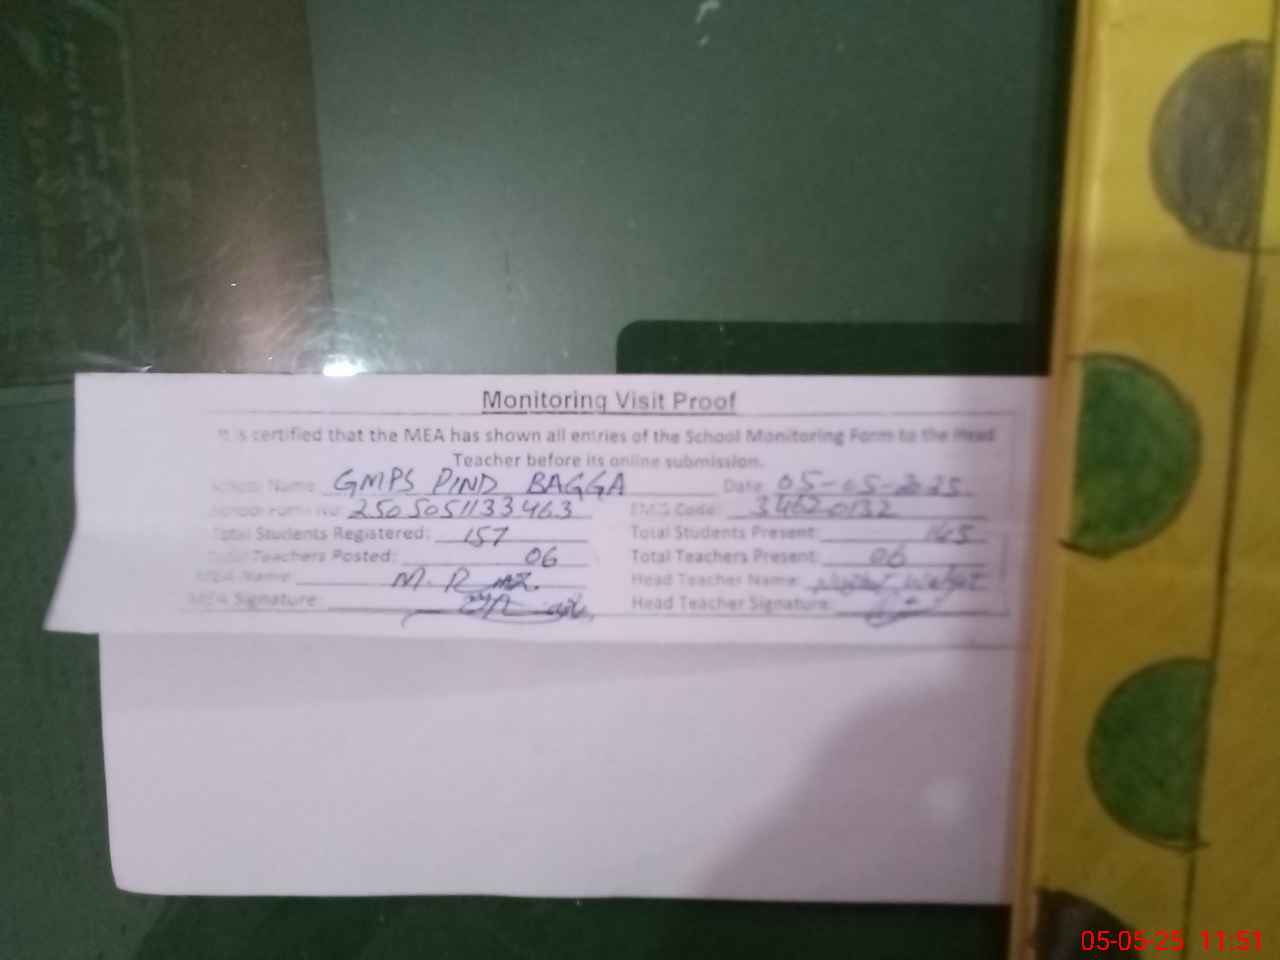 Monitoring Visit Proof
It is certified that the MEA has shown all entries of the School Monitoring Form to the Head
Teacher before its online submission.
School Name GMPS PIND BAGGA Date: 05-05-2025
School Form No: 2505051133463 EMIS Code: 34620132
Total Students Registered: 157 Total Students Present: 145
Total Teachers Posted: 06 Total Teachers Present: 06
MEA Name: M. R Head Teacher Name:
MEA Signature: Head Teacher Signature:
05-05-25 11:51